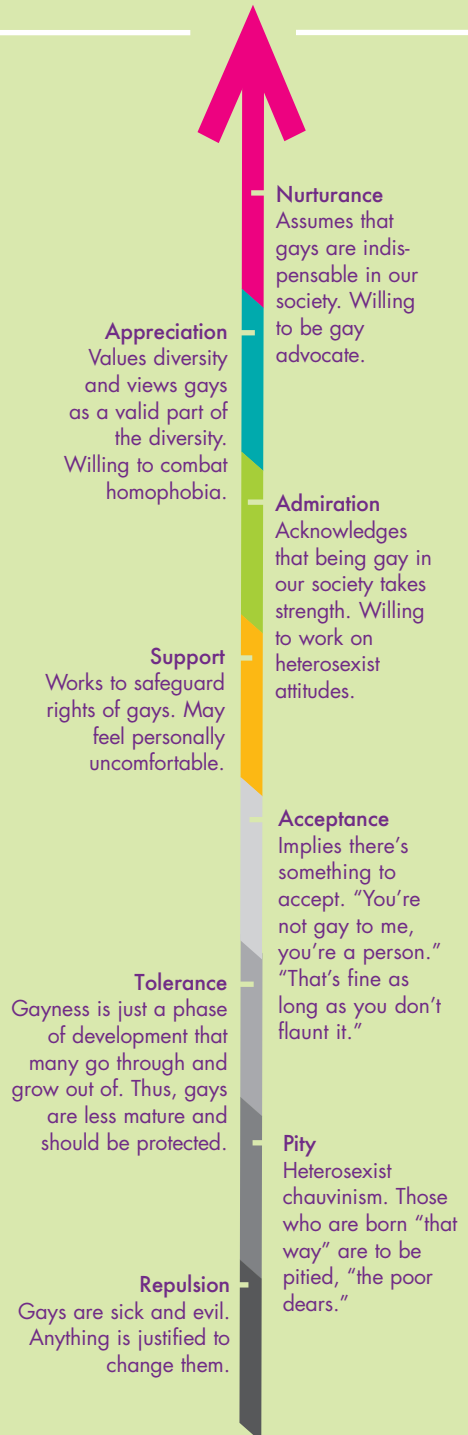 Nurturance
Assumes that
gays are indis-
pensable in our
society. Willing
to be gay
advocate.
Appreciation
Values diversity
and views gays
as a valid part of
the diversity.
Willing to combat
homophobia.
Admiration
Acknowledges
that being gay in
our society takes
strength. Willing
to work on
heterosexist
attitudes.
Support
Works to safeguard
rights of gays. May
feel personally
uncomfortable.
Acceptance
Implies there’s
something to
accept. “You’re
not gay to me,
you’re a person.”
“That’s fine as
long as you don’t
flaunt it.”
Tolerance
Gayness is just a phase
of development that
many go through and
grow out of. Thus, gays
are less mature and
should be protected.
Pity
Heterosexist
chauvinism. Those
who are born “that
way” are to be
pitied, “the poor
dears.”
Repulsion
Gays are sick and evil.
Anything is justified to
change them.